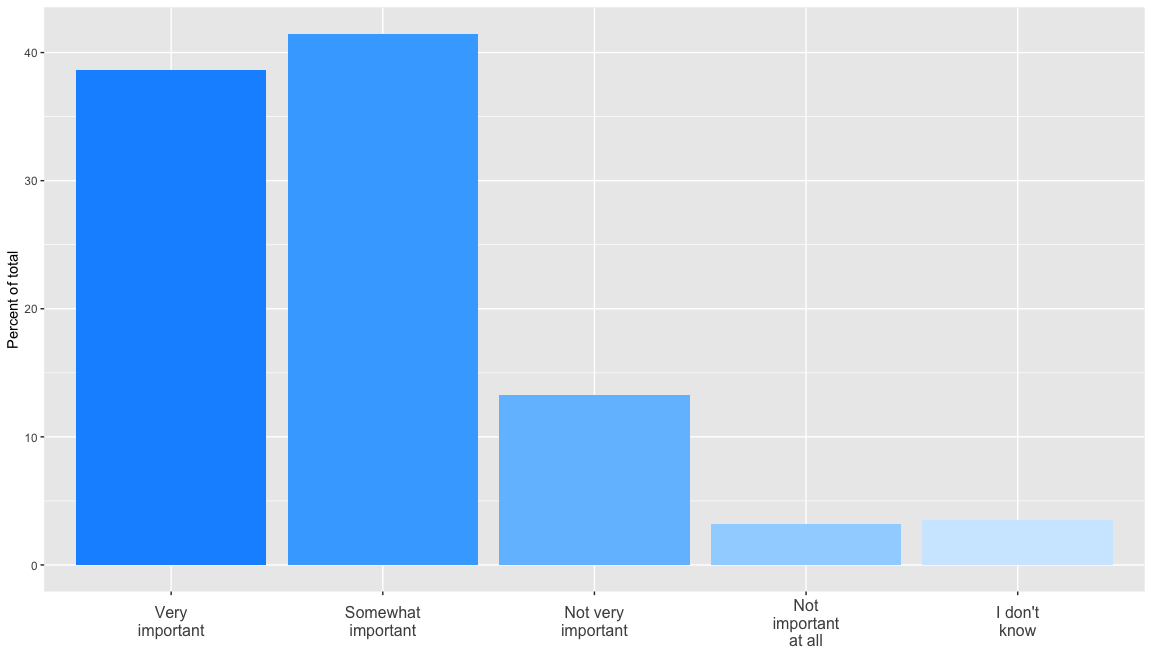 Percent of total
40
30
20
10
0
Very
important
Somewhat
important
Not very
important
Not
important
at all
I don't
know